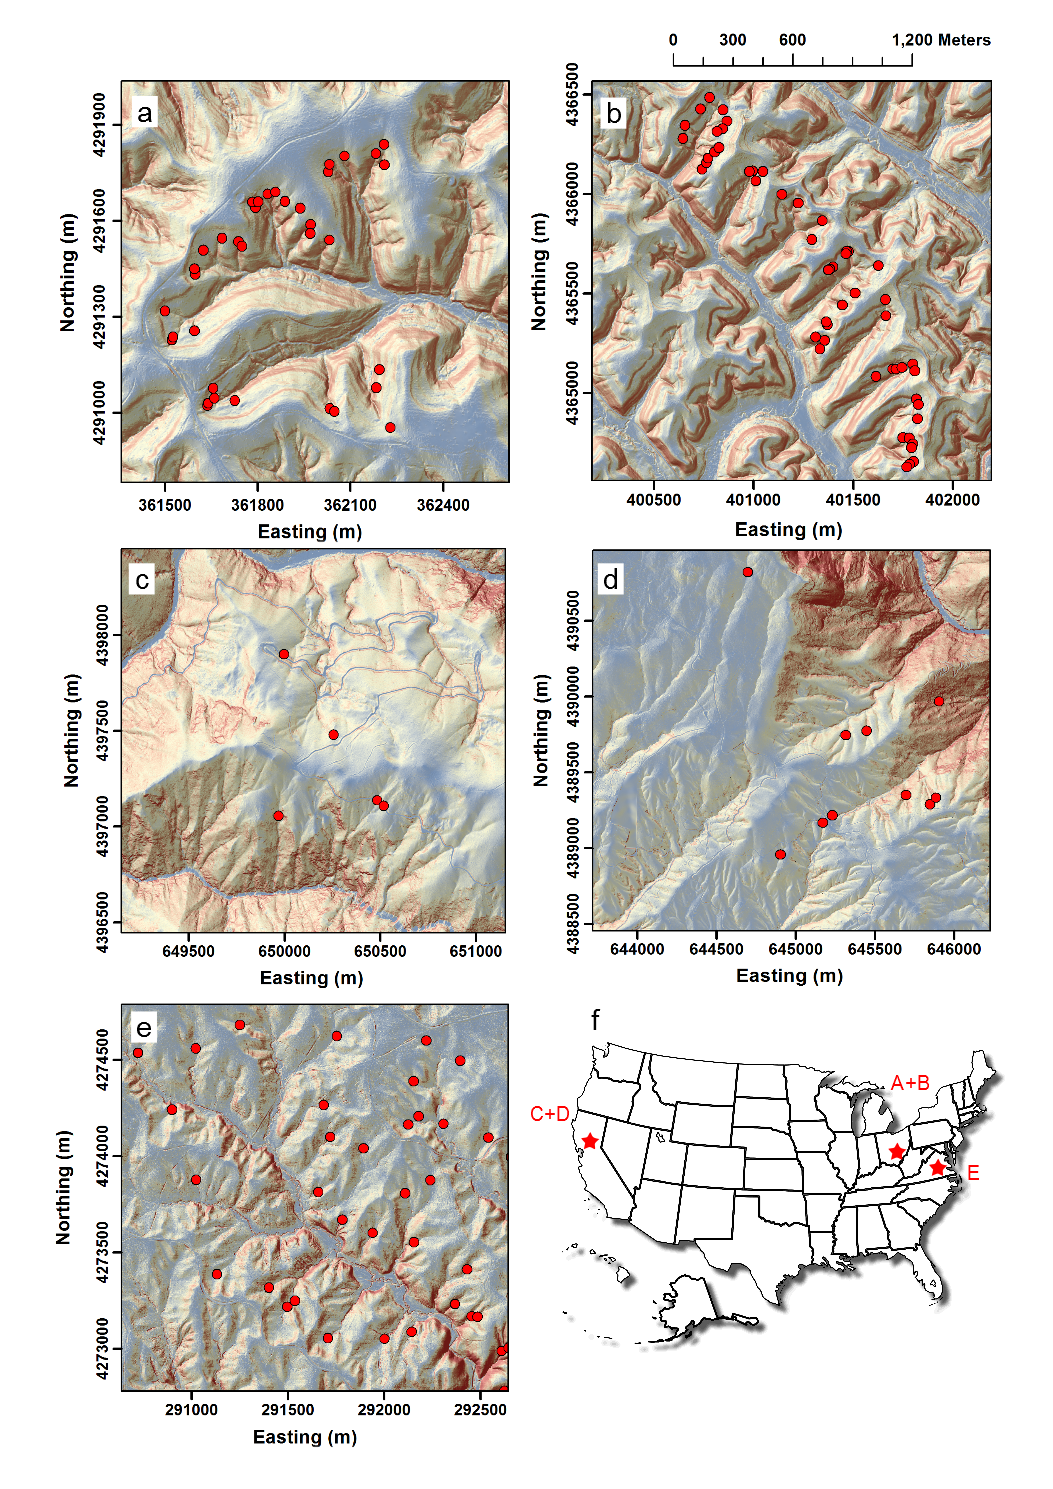 0 300 600 1,200 Meters
a
4291900
4291600
4291300
4291000
Northing (m)
361500 361800 362100 362400
Easting (m)
b
4366500
4366000
4365500
4365000
Northing (m)
400500 401000 401500 402000
Easting (m)
c
4398000
4397500
4397000
4396500
Northing (m)
649500 650000 650500 651000
Easting (m)
d
4390500
4390000
4389500
4389000
4388500
Northing (m)
644000 644500 645000 645500 646000
Easting (m)
e
4274500
4274000
4273500
4273000
Northing (m)
291000 291500 292000 292500
Easting (m)
f
A+B
C+D
E